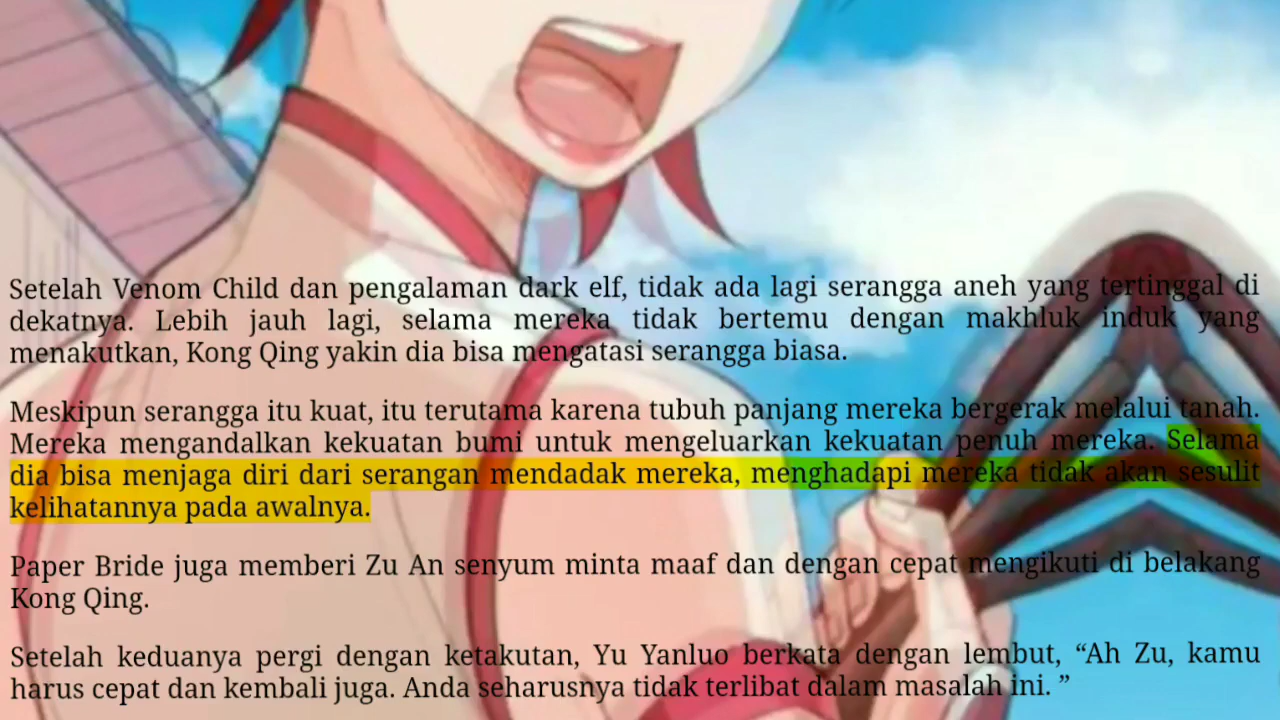 Setelah Venom Child dan pengalaman dark elf, tidak ada lagi serangga aneh yang tertinggal di
dekatnya. Lebih jauh lagi, selama mereka tidak bertemu dengan makhluk induk yang
menakutkan, Kong Qing yakin dia bisa mengatasi serangga biasa.
Meskipun serangga itu kuat, itu terutama karena tubuh panjang mereka bergerak melalui tanah.
Mereka mengandalkan kekuatan bumi untuk mengeluarkan kekuatan penuh mereka. Selama
dia bisa menjaga diri dari serangan mendadak mereka, menghadapi mereka tidak akan sesulit
kelihatannya pada awalnya.
Paper Bride juga memberi Zu An senyum minta maaf dan dengan cepat mengikuti di belakang
Kong Qing.
Setelah keduanya pergi dengan ketakutan, Yu Yanluo berkata dengan lembut, “Ah Zu, kamu
harus cepat dan kembali juga. Anda seharusnya tidak terlibat dalam masalah ini. ”